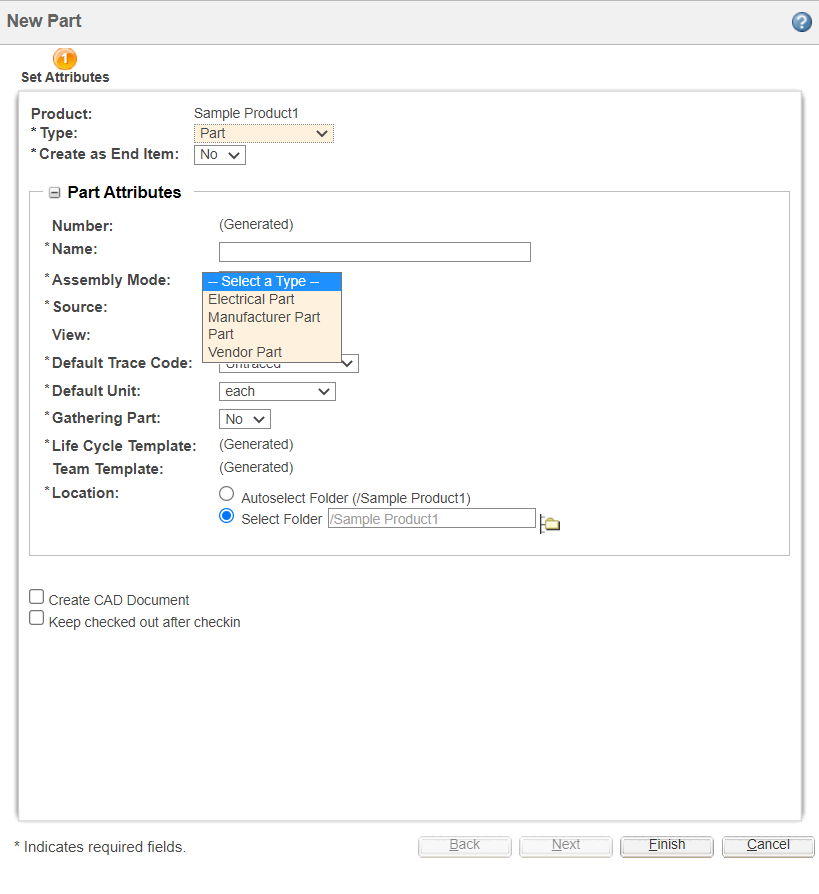 New Part
?
1
Set Attributes
Product: Sample Product1
* Type: Part
* Create as End Item: No
Part Attributes
Number: (Generated)
* Name:
* Assembly Mode:
-- Select a Type --
Electrical Part
* Source:
Manufacturer Part
View:
Part
Vendor Part
* Default Trace Code: Untraced
* Default Unit: each
* Gathering Part: No
* Life Cycle Template: (Generated)
Team Template: (Generated)
* Location:
Autoselect Folder (/Sample Product1)
Select Folder /Sample Product1
Create CAD Document
Keep checked out after checkin
* Indicates required fields.
Back Next Finish Cancel